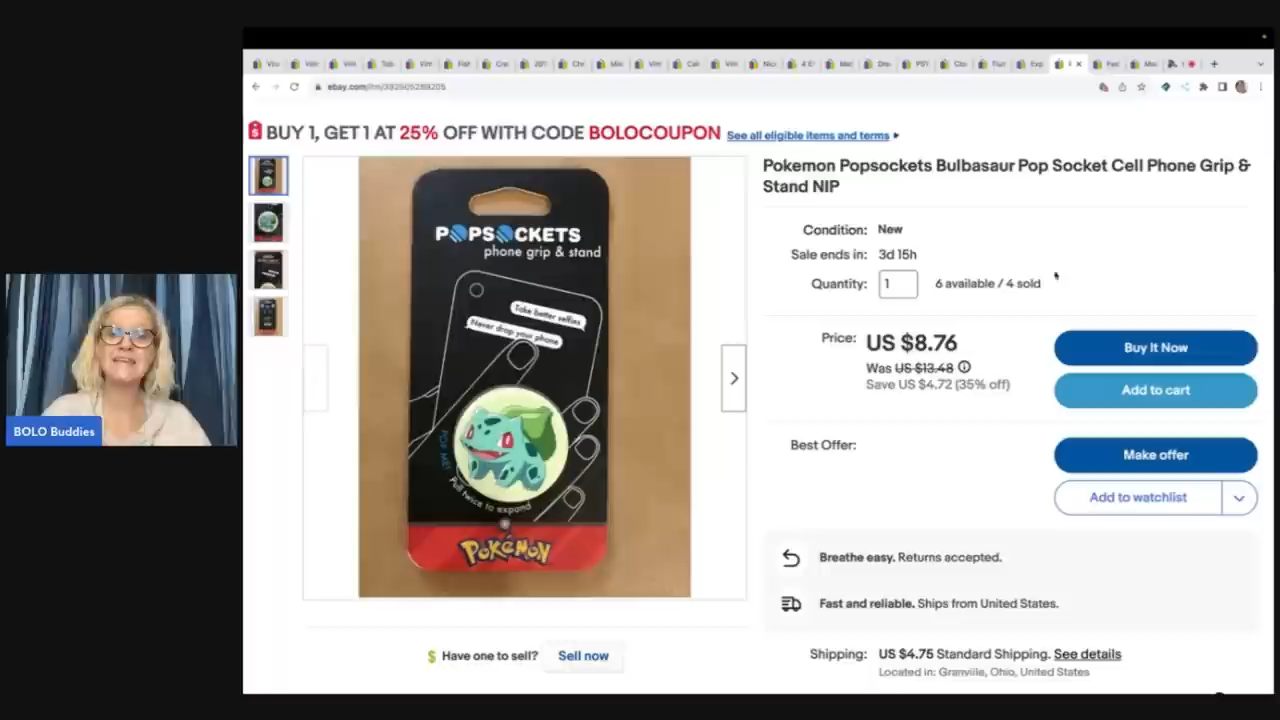 ebay.com/itm/392605289205
BUY 1, GET 1 AT 25% OFF WITH CODE BOLOCOUPON See all eligible items and terms
Pokemon Popsockets Bulbasaur Pop Socket Cell Phone Grip &
Stand NIP
Condition: New
Sale ends in: 3d 15h
Quantity: 1 6 available / 4 sold
Price: US $8.76 Buy It Now
Was US $13.48
Save US $4.72 (35% off)
Add to cart
Best Offer: Make offer
Add to watchlist
Breathe easy. Returns accepted.
Fast and reliable. Ships from United States.
Shipping: US $4.75 Standard Shipping. See details
Located in: Granville, Ohio, United States
POPSOCKETS
phone grip & stand
Take better selfies
Never drop your phone
POP ME!
Pull twice to expand
POKéMON
$ Have one to sell? Sell now
BOLO Buddies